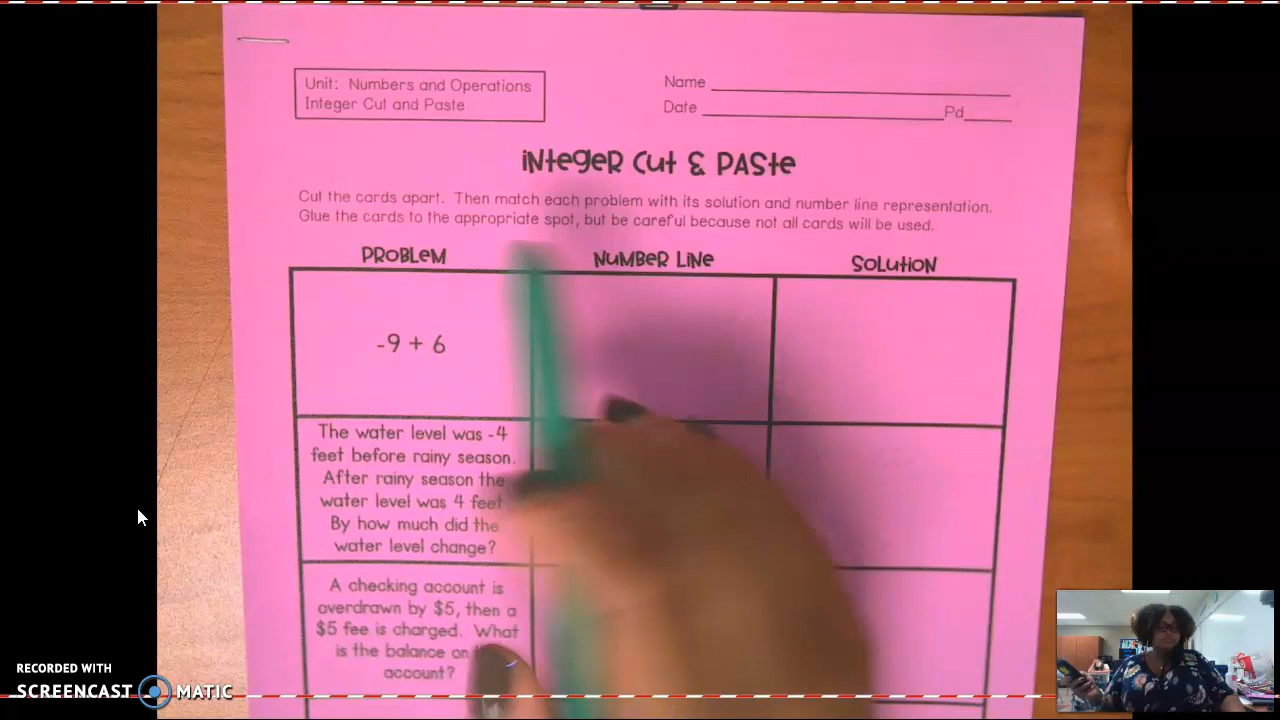 Unit: Numbers and Operations
Integer Cut and Paste
Name
Date Pd
Integer Cut & Paste
Cut the cards apart. Then match each problem with its solution and number line representation.
Glue the cards to the appropriate spot, but be careful because not all cards will be used.
Problem Number Line Solution
-9 + 6
The water level was -4
feet before rainy season.
After rainy season the
water level was 4 feet
By how much did the
water level change?
A checking account is
overdrawn by $5, then a
$5 fee is charged. What
is the balance on
account?
RECORDED WITH
SCREENCAST MATIC